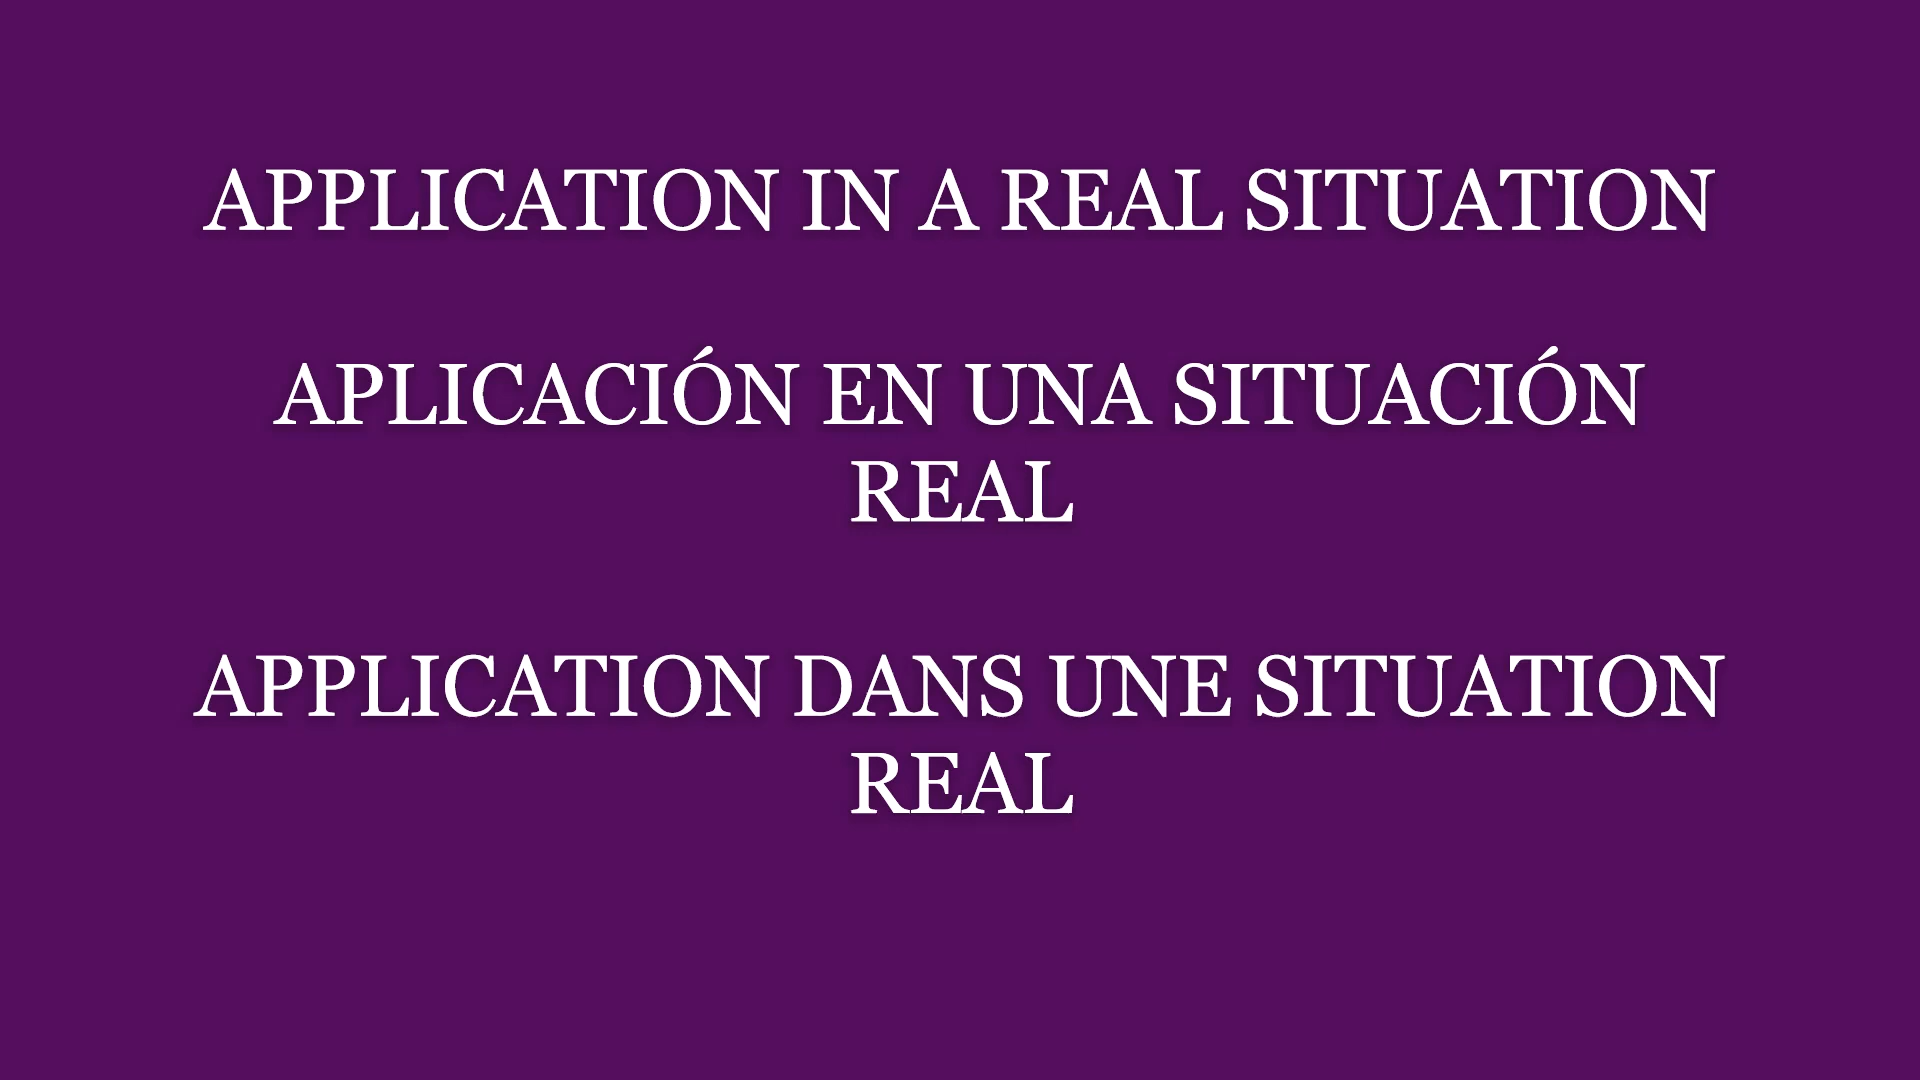 APPLICATION IN A REAL SITUATION
APLICACIÓN EN UNA SITUACIÓN
REAL
APPLICATION DANS UNE SITUATION
REAL